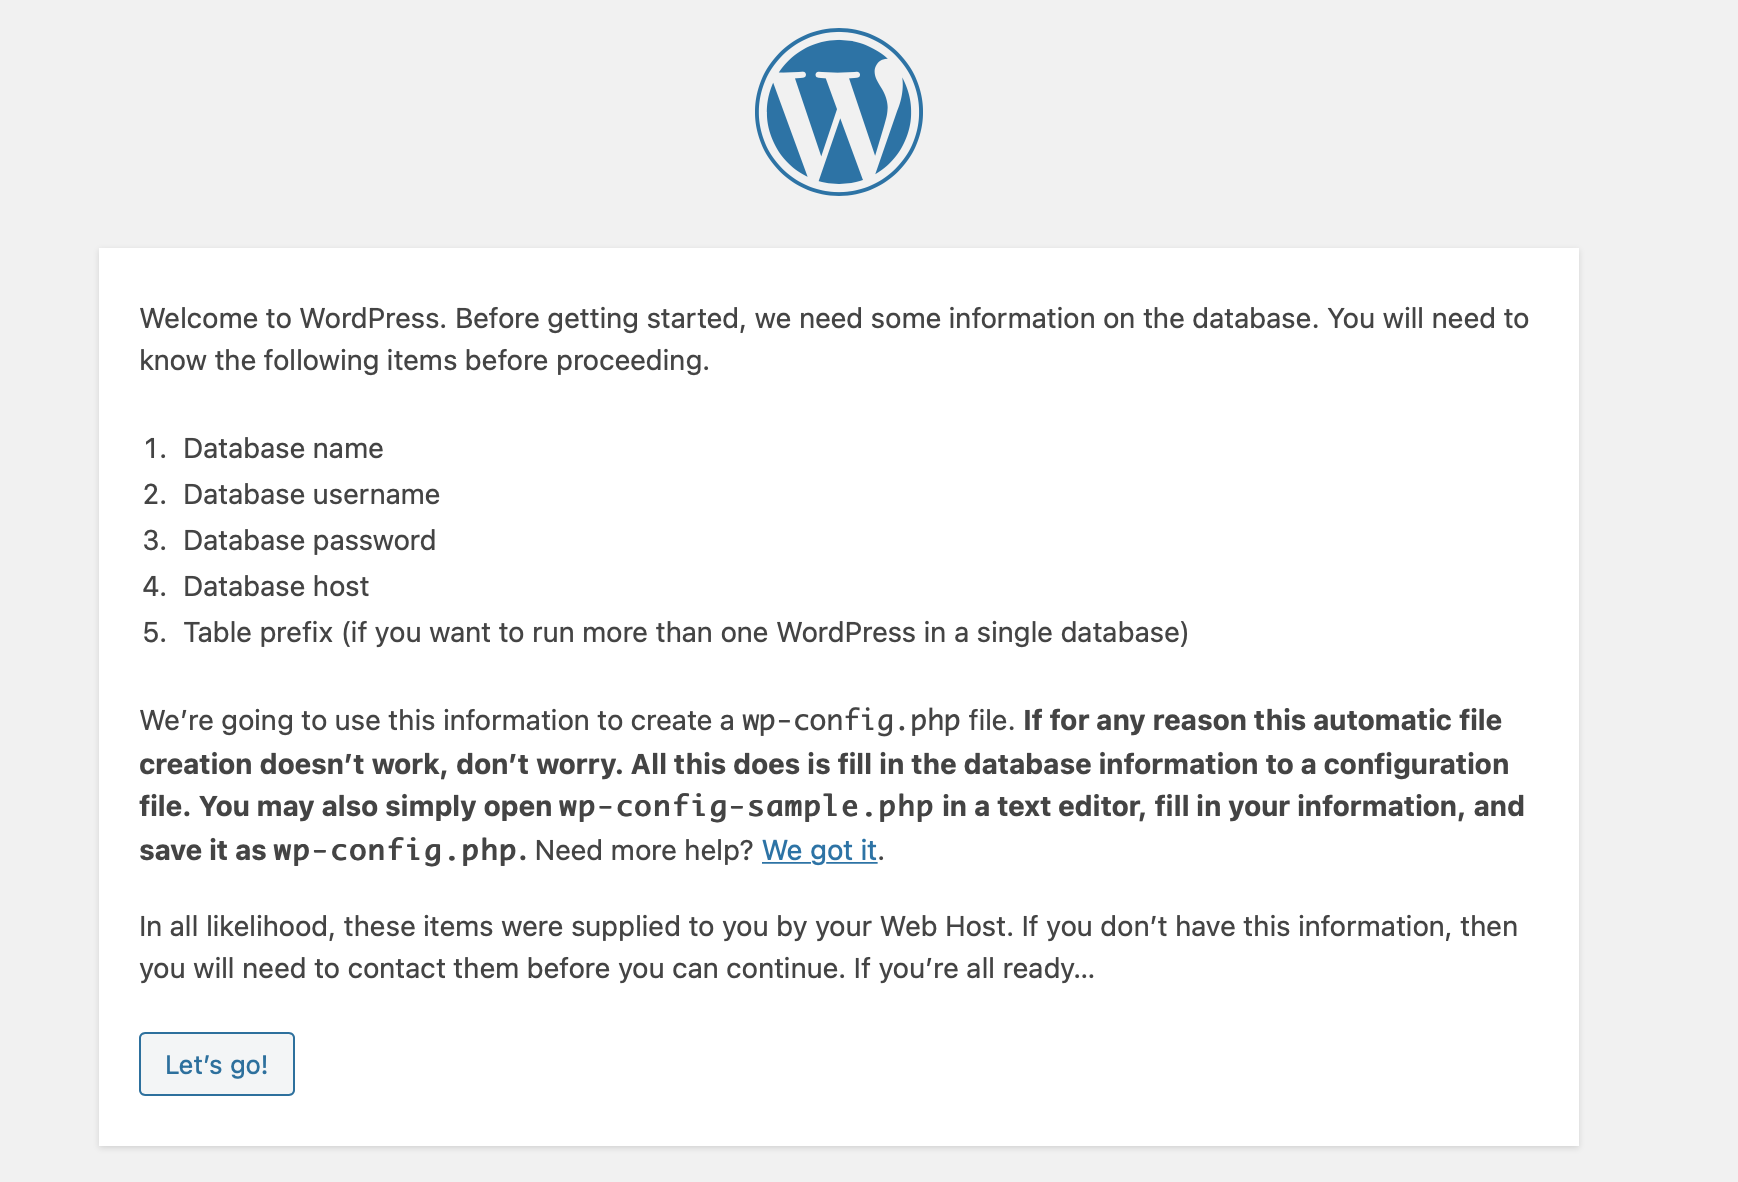 Welcome to WordPress. Before getting started, we need some information on the database. You will need to
know the following items before proceeding.
1. Database name
2. Database username
3. Database password
4. Database host
5. Table prefix (if you want to run more than one WordPress in a single database)
We’re going to use this information to create a wp-config.php file. If for any reason this automatic file
creation doesn’t work, don’t worry. All this does is fill in the database information to a configuration
file. You may also simply open wp-config-sample.php in a text editor, fill in your information, and
save it as wp-config.php. Need more help? We got it.
In all likelihood, these items were supplied to you by your Web Host. If you don’t have this information, then
you will need to contact them before you can continue. If you’re all ready…
Let’s go!